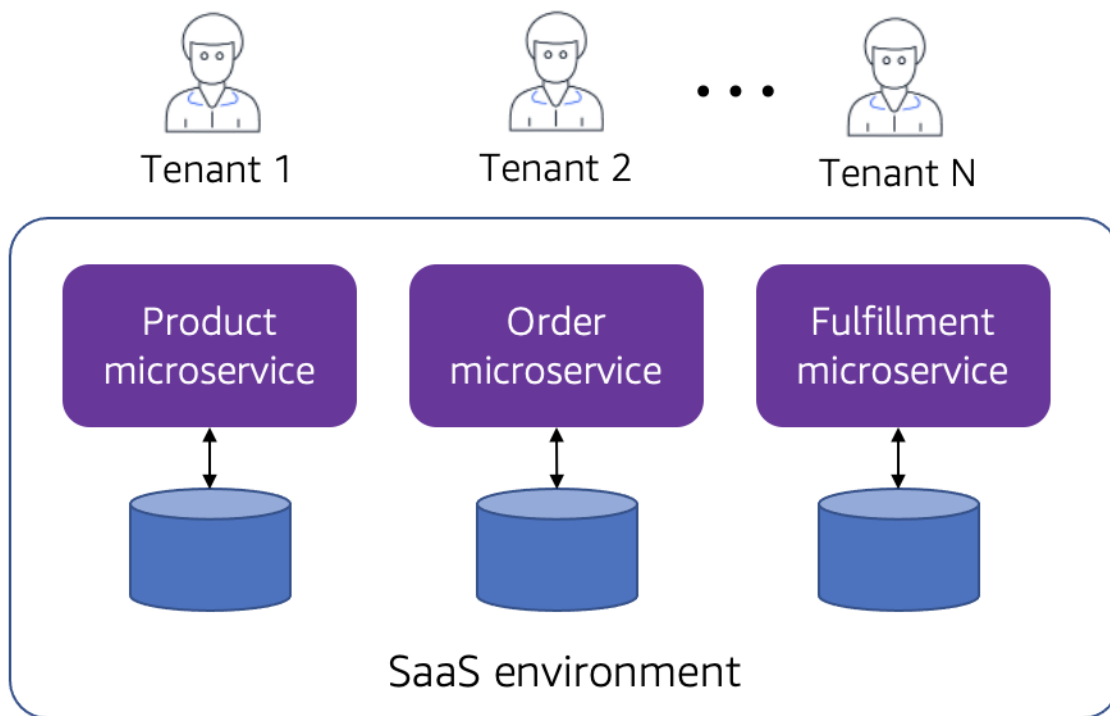 Tenant 1
Tenant 2
Tenant N
Product
microservice
Order
microservice
Fulfillment
microservice
SaaS environment